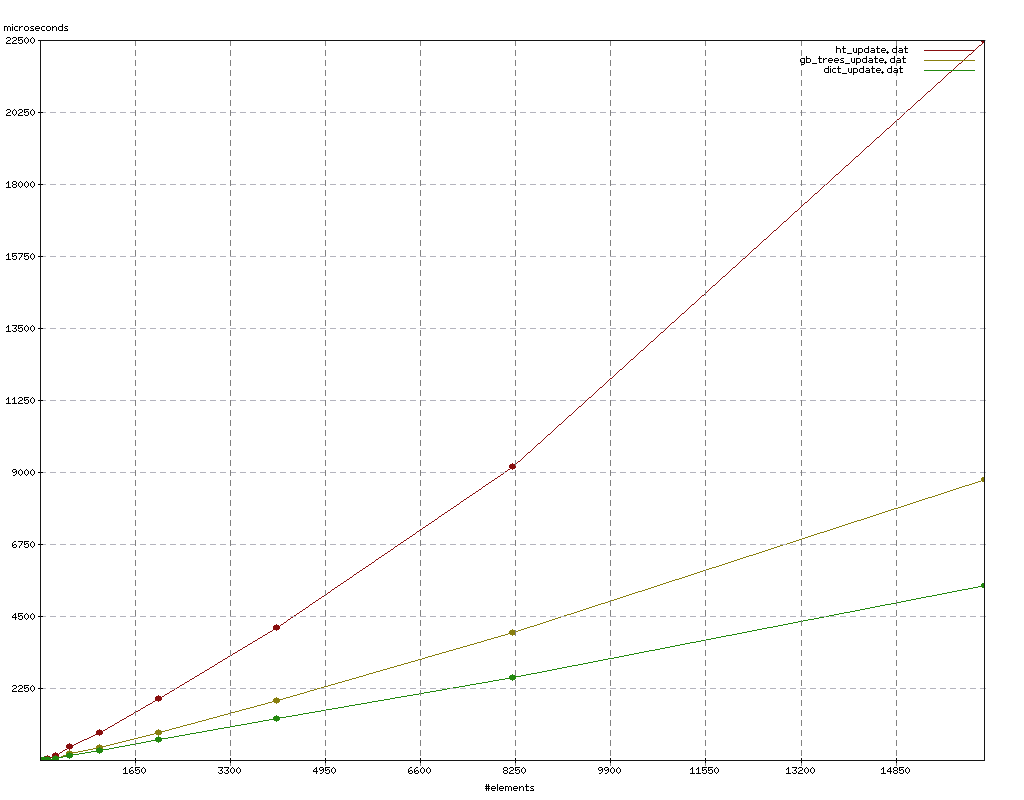 microseconds
22500
ht_update.dat
gb_trees_update.dat
dict_update.dat
20250
18000
15750
13500
11250
9000
6750
4500
2250
1650 3300 4950 6600 8250 9900 11550 13200 14850
#elements